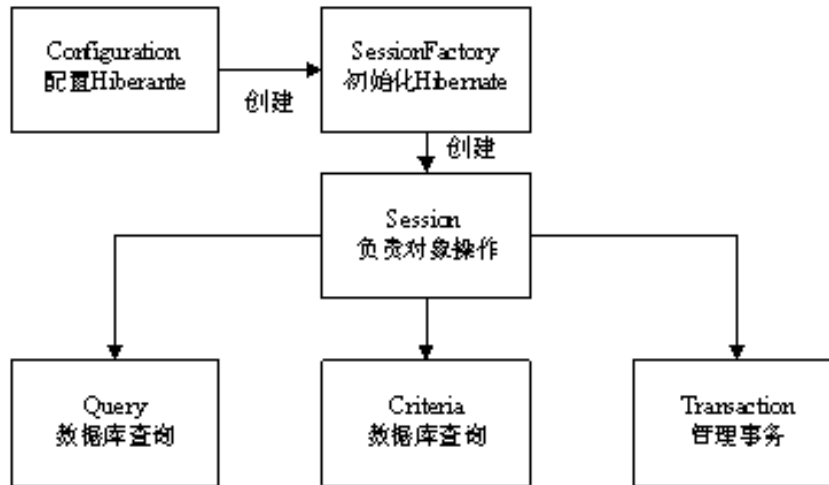 Configuration
配置Hiberante
创建
SessionFactory
初始化Hibernate
创建
Session
负责对象操作
Query
数据库查询
Criteria
数据库查询
Transaction
管理事务